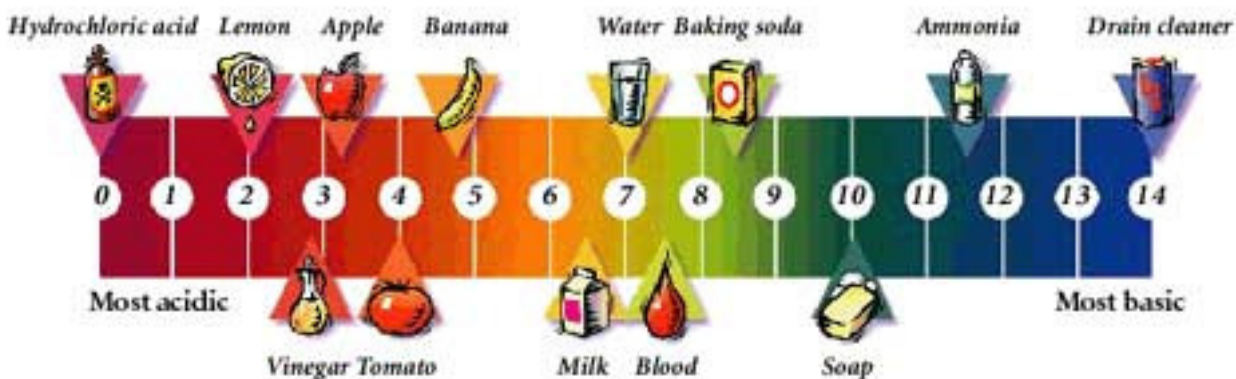 Hydrochloric acid Lemon Apple Banana Water Baking soda Ammonia Drain cleaner
0 1 2 3 4 5 6 7 8 9 10 11 12 13 14
Most acidic Most basic
Vinegar Tomato Milk Blood Soap